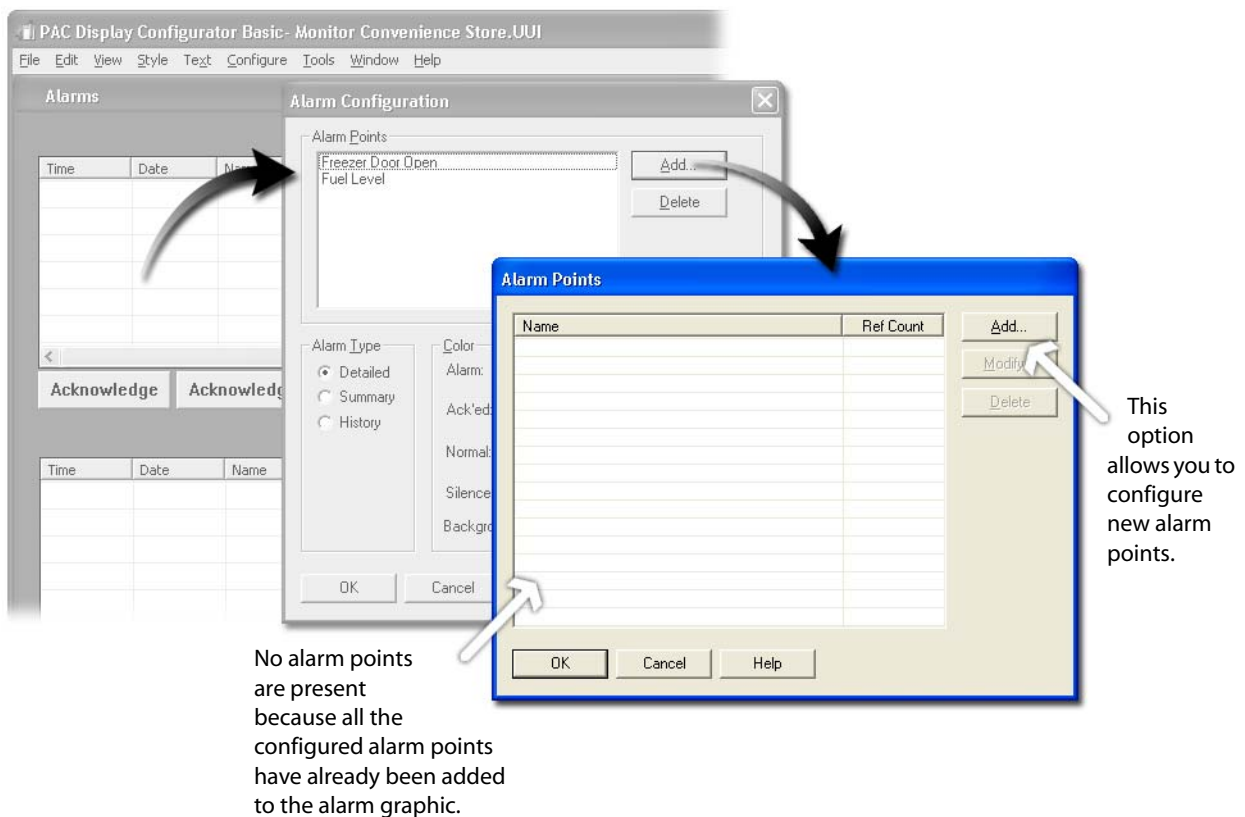 PAC Display Configurator Basic- Monitor Convenience Store.UUI
File Edit View Style Text Configure Tools Window Help
Alarms
Time Date
Acknowledge
Time Date Name
Alarm Configuration
Alarm Points
Freezer Door Open
Fuel Level
Add...
Delete
Alarm Type
Detailed
Summary
History
Color
Alarm:
Ack'ed:
Normal:
Silence
OK Cancel
Alarm Points
Name Ref Count
Add...
Modify
Delete
OK Cancel Help
This
option
allows you to
configure
new alarm
points.
No alarm points
are present
because all the
configured alarm points
have already been added
to the alarm graphic.